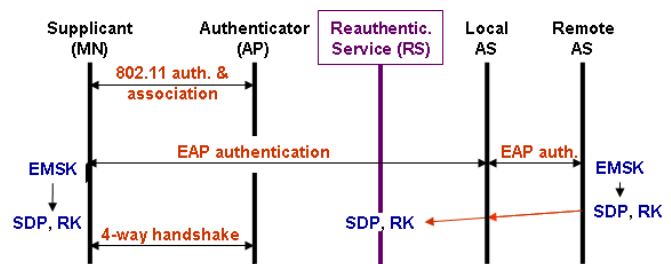 Supplicant
(MN)
Authenticator
(AP)
Reauthentic.
Service (RS)
Local
AS
Remote
AS
802.11 auth. &
association
EAP authentication
EAP auth.
EMSK
EMSK
SDP, RK
SDP, RK
SDP, RK
4-way handshake